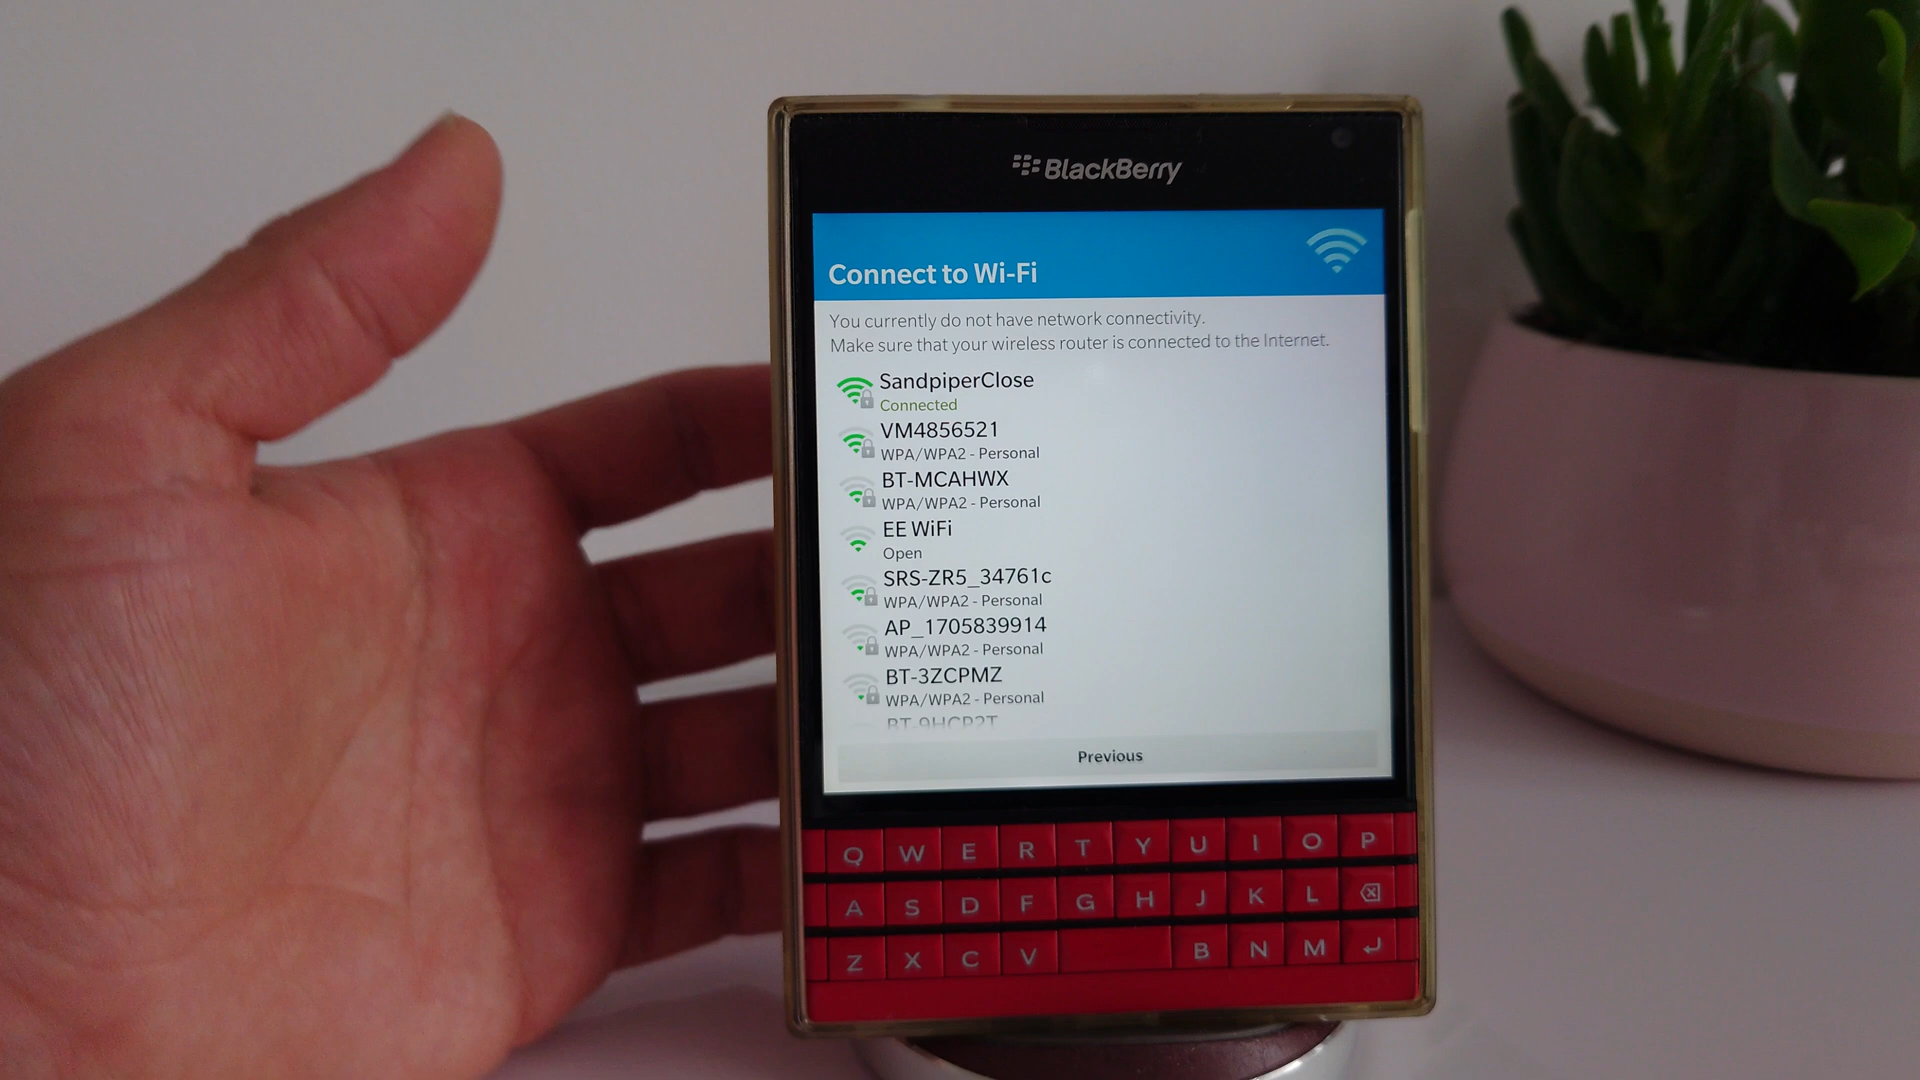 BlackBerry
Connect to Wi-Fi
You currently do not have network connectivity.
Make sure that your wireless router is connected to the Internet.
SandpiperClose
Connected
VM4856521
WPA/WPA2 - Personal
BT-MCAHWX
WPA/WPA2 - Personal
EE WiFi
Open
SRS-ZR5_34761c
WPA/WPA2 - Personal
AP_1705839914
WPA/WPA2 - Personal
BT-3ZCPMZ
WPA/WPA2 - Personal
Previous
Q W E R T Y U I O P
A S D F G H J K L
Z X C V B N M